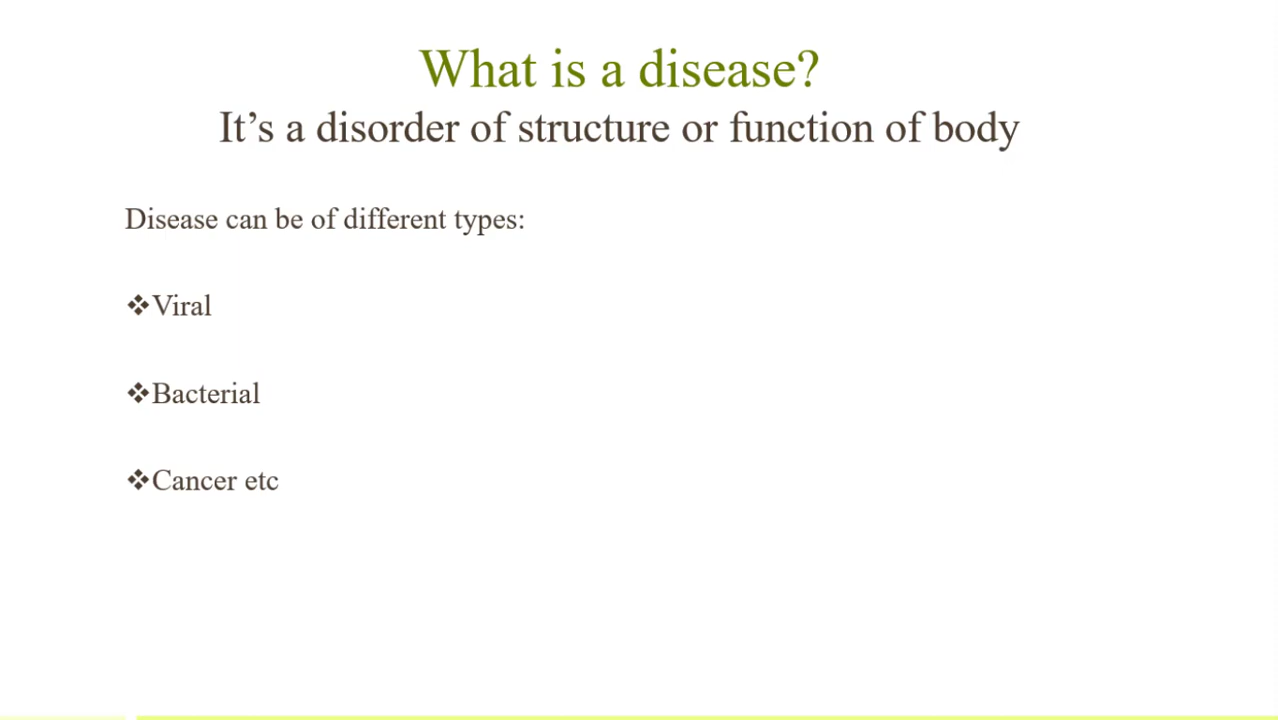 What is a disease?
It’s a disorder of structure or function of body
Disease can be of different types:
❖Viral
❖Bacterial
❖Cancer etc